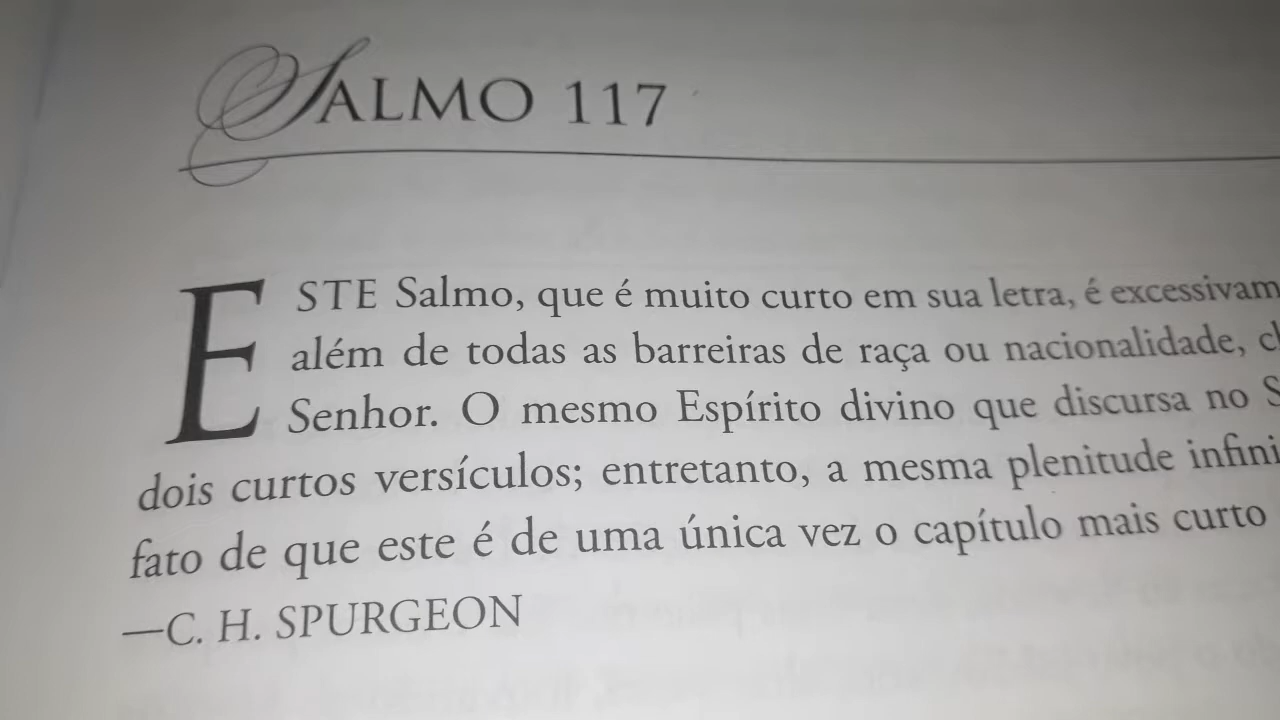 SALMO 117
ESTE Salmo, que é muito curto em sua letra, é
além de todas as barreiras de raça ou nacionalidade,
Senhor. O mesmo Espírito divino que discursa no
dois curtos versículos; entretanto, a mesma plenitude
fato de que este é de uma única vez o capítulo mais curto
—C. H. SPURGEON